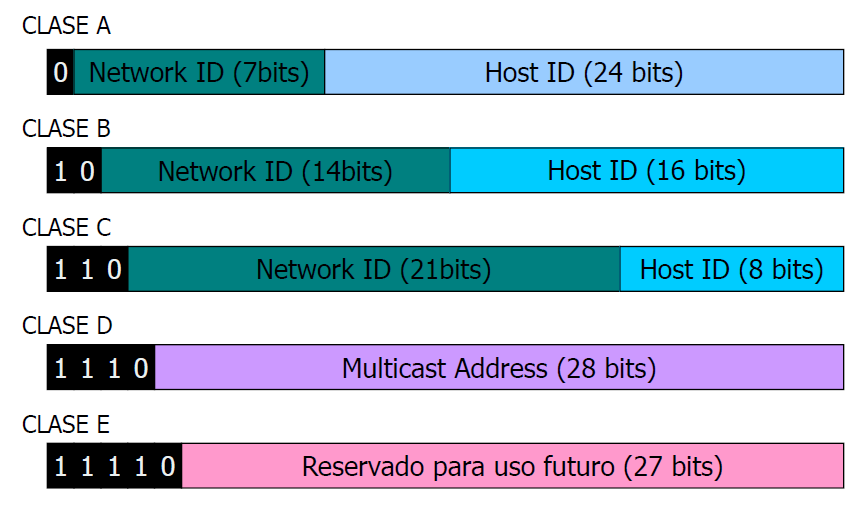 CLASE A
0 Network ID (7bits) Host ID (24 bits)
CLASE B
1 0 Network ID (14bits) Host ID (16 bits)
CLASE C
1 1 0 Network ID (21bits) Host ID (8 bits)
CLASE D
1 1 1 0 Multicast Address (28 bits)
CLASE E
1 1 1 1 0 Reservado para uso futuro (27 bits)